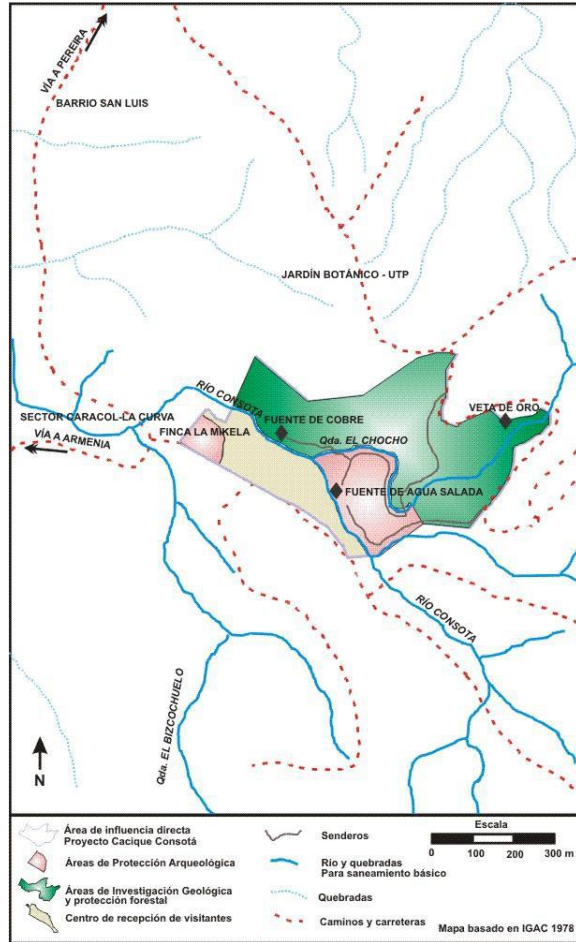 VÍA A PEREIRA
BARRIO SAN LUIS
JARDÍN BOTÁNICO - UTP
RÍO CONSOTA
SECTOR CARACOL-LA CURVA
VÍA A ARMENIA
FINCA LA MIKELA
FUENTE DE COBRE
Qda. EL CHOCHO
VETA DE ORO
FUENTE DE AGUA SALADA
RÍO CONSOTA
Qda. EL BIZCOCHUELO
N
Área de influencia directa
Proyecto Cacique Consotá
Áreas de Protección Arqueológica
Áreas de Investigación Geológica
y protección forestal
Centro de recepción de visitantes
Senderos
Río y quebradas
Para saneamiento básico
Quebradas
Caminos y carreteras
Escala
0 100 200 300 m
Mapa basado en IGAC 1978